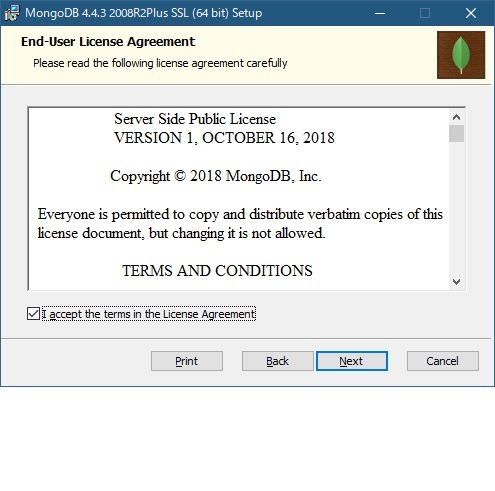 MongoDB 4.4.3 2008R2Plus SSL (64 bit) Setup
End-User License Agreement
Please read the following license agreement carefully
Server Side Public License
VERSION 1, OCTOBER 16, 2018
Copyright © 2018 MongoDB, Inc.
Everyone is permitted to copy and distribute verbatim copies of this
license document, but changing it is not allowed.
TERMS AND CONDITIONS
I accept the terms in the License Agreement
Print
Back
Next
Cancel